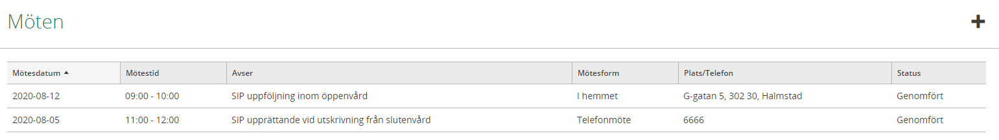 Möten
Mötesdatum Mötestid Avser Mötesform Plats/Telefon Status
2020-08-12 09:00 - 10:00 SIP uppföljning inom öppenvård I hemmet G-gatan 5, 302 30, Halmstad Genomfört
2020-08-05 11:00 - 12:00 SIP upprättande vid utskrivning från slutenvård Telefonmöte 6666 Genomfört